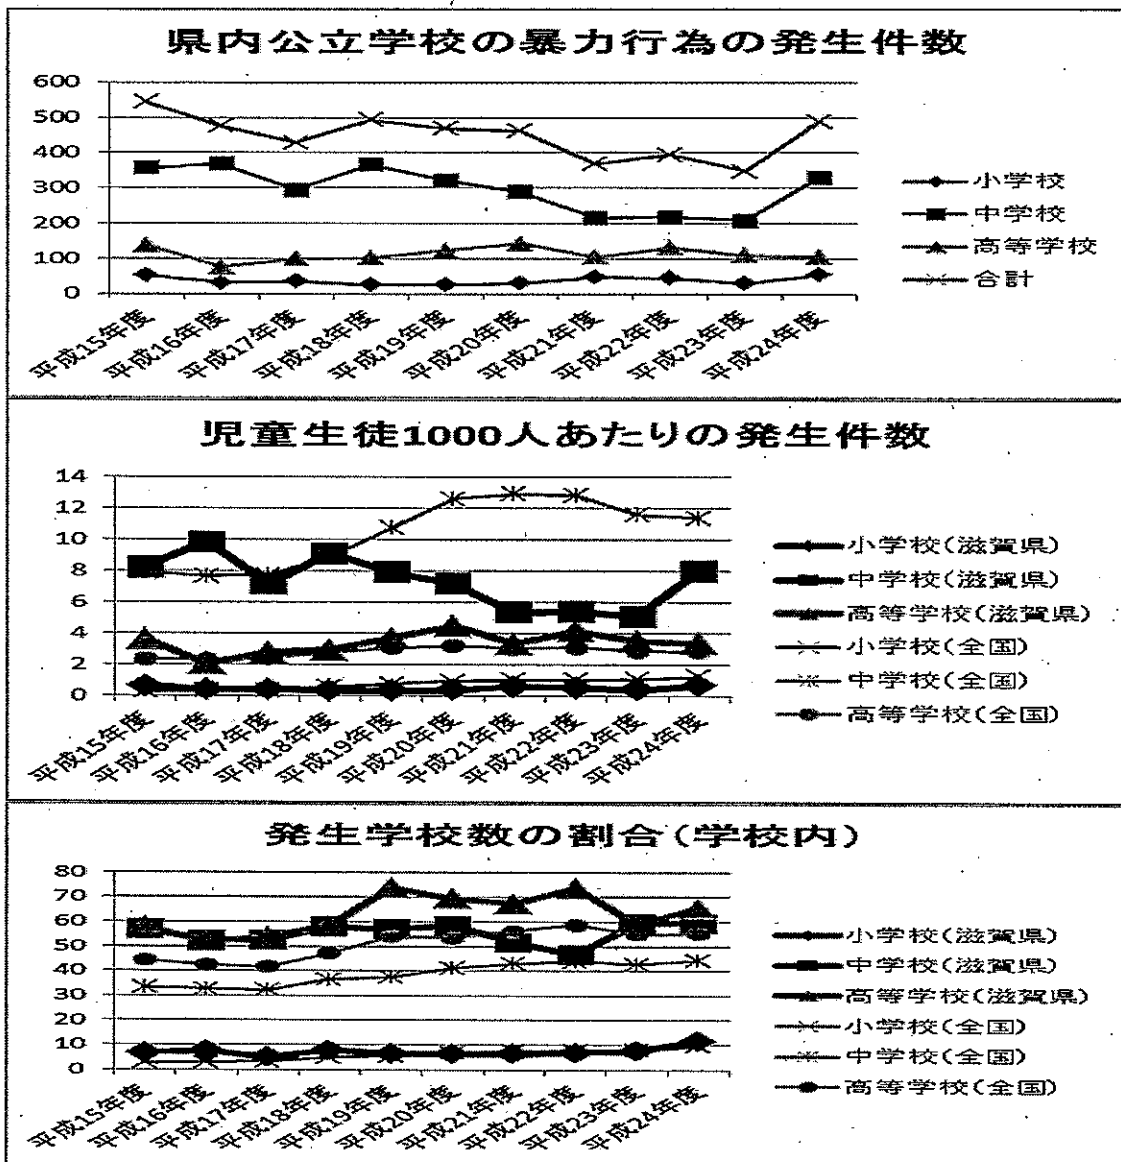 県内公立学校の暴力行為の発生件数
600
500
400
300
200
100
0
平成15年度
平成16年度
平成17年度
平成18年度
平成19年度
平成20年度
平成21年度
平成22年度
平成23年度
平成24年度
小学校
中学校
高等学校
合計
児童生徒1000人あたりの発生件数
14
12
10
8
6
4
2
0
平成15年度
平成16年度
平成17年度
平成18年度
平成19年度
平成20年度
平成21年度
平成22年度
平成23年度
平成24年度
小学校(滋賀県)
中学校(滋賀県)
高等学校(滋賀県)
小学校(全国)
中学校(全国)
高等学校(全国)
発生学校数の割合(学校内)
80
70
60
50
40
30
20
10
0
平成15年度
平成16年度
平成17年度
平成18年度
平成19年度
平成20年度
平成21年度
平成22年度
平成23年度
平成24年度
小学校(滋賀県)
中学校(滋賀県)
高等学校(滋賀県)
小学校(全国)
中学校(全国)
高等学校(全国)